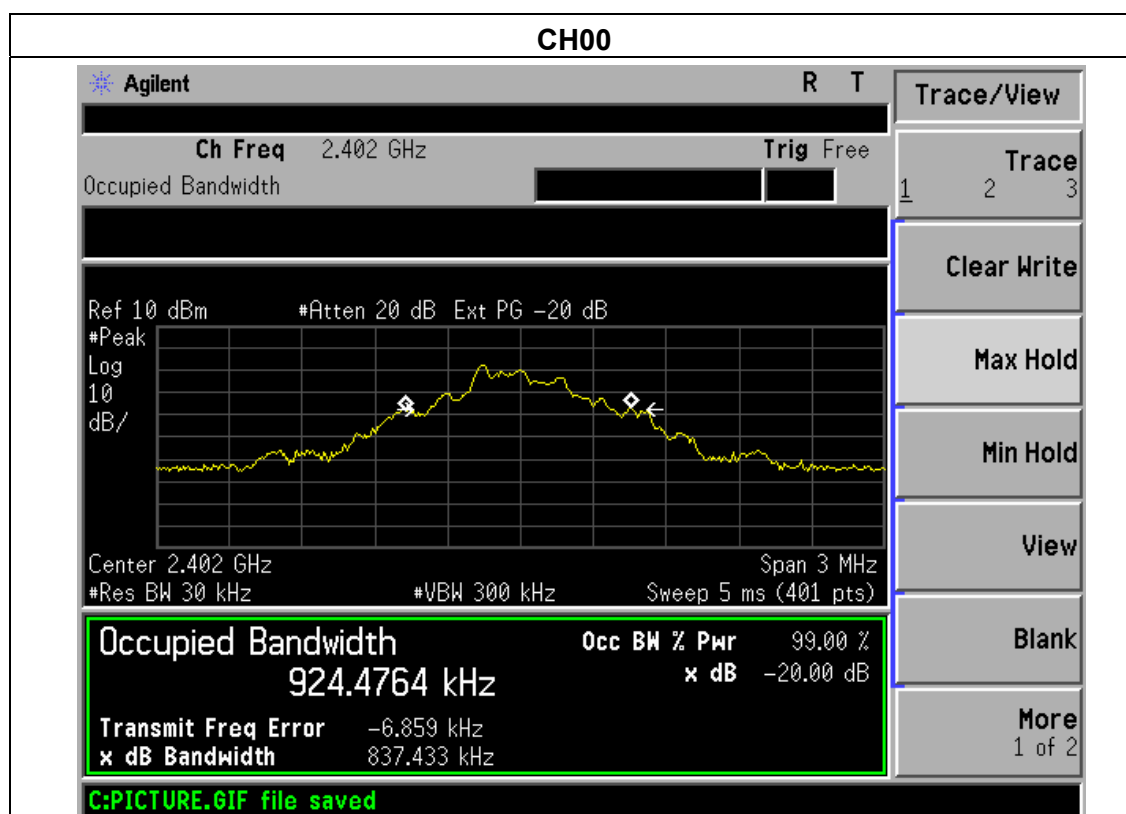 CH00
Agilent R T
Ch Freq 2.402 GHz Trig Free
Occupied Bandwidth
Ref 10 dBm #Atten 20 dB Ext PG -20 dB
#Peak
Log
10
dB/
Center 2.402 GHz Span 3 MHz
#Res BW 30 kHz #VBW 300 kHz Sweep 5 ms (401 pts)
Occupied Bandwidth Occ BW % Pwr 99.00 %
924.4764 kHz x dB -20.00 dB
Transmit Freq Error -6.859 kHz
x dB Bandwidth 837.433 kHz
C:PICTURE.GIF file saved
Trace/View
Trace
1 2 3
Clear Write
Max Hold
Min Hold
View
Blank
More
1 of 2